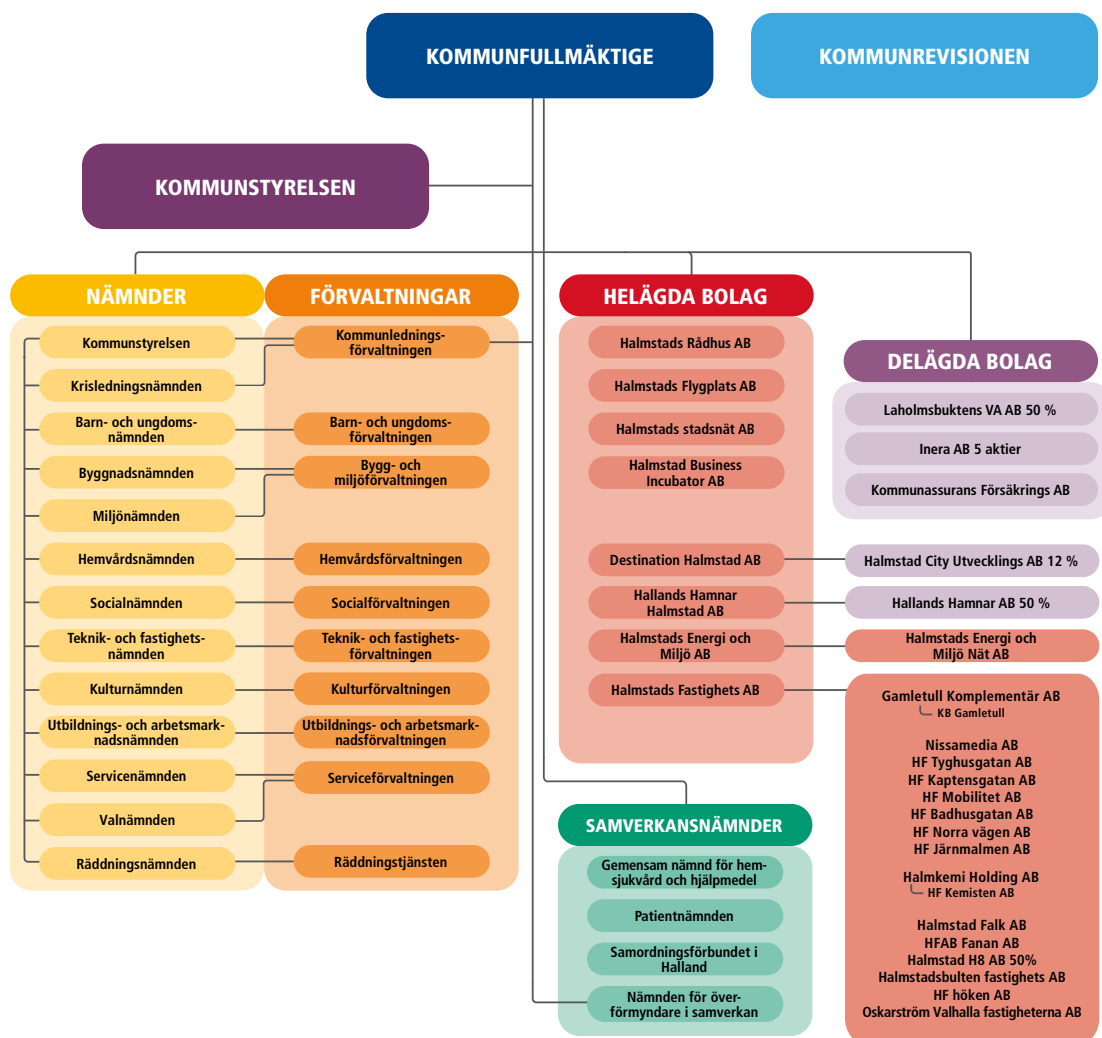 KOMMUNFULLMÄKTIGE
KOMMUNREVISIONEN
KOMMUNSTYRELSEN
NÄMNDER
Kommunstyrelsen
Krisledningsnämnden
Barn- och ungdoms-
nämnden
Byggnadsnämnden
Miljönämnden
Hemvårdsnämnden
Socialnämnden
Teknik- och fastighets-
nämnden
Kulturnämnden
Utbildnings- och arbetsmark-
nadsnämnden
Servicenämnden
Valnämnden
Räddningsnämnden
FÖRVALTNINGAR
Kommunlednings-
förvaltningen
Barn- och ungdoms-
förvaltningen
Bygg- och
miljöförvaltningen
Hemvårdsförvaltningen
Socialförvaltningen
Teknik- och fastighets-
förvaltningen
Kulturförvaltningen
Utbildnings- och arbetsmark-
nadsförvaltningen
Serviceförvaltningen
Räddningstjänsten
HELÄGDA BOLAG
Halmstads Rådhus AB
Halmstads Flygplats AB
Halmstads stadsnät AB
Halmstad Business
Incubator AB
Destination Halmstad AB
Hallands Hamnar
Halmstad AB
Halmstads Energi och
Miljö AB
Halmstads Fastighets AB
DELÄGDA BOLAG
Laholmsbuktens VA AB 50 %
Inera AB 5 aktier
Kommunassurans Försäkrings AB
Halmstad City Utvecklings AB 12 %
Hallands Hamnar AB 50 %
Halmstads Energi och
Miljö Nät AB
Gamletull Komplementär AB
KB Gamletull
Nissamedia AB
HF Tyghusgatan AB
HF Kaptensgatan AB
HF Mobilitet AB
HF Badhusgatan AB
HF Norra vägen AB
HF Järnmalmen AB
Halmkemi Holding AB
HF Kemisten AB
Halmstad Falk AB
HFAB Fanan AB
Halmstad H8 AB 50%
Halmstadsbulten fastighets AB
HF höken AB
Oskarström Valhalla fastigheterna AB
SAMVERKANSNÄMNDER
Gemensam nämnd för hem-
sjukvård och hjälpmedel
Patientnämnden
Samordningsförbundet i
Halland
Nämnden för över-
förmyndare i samverkan